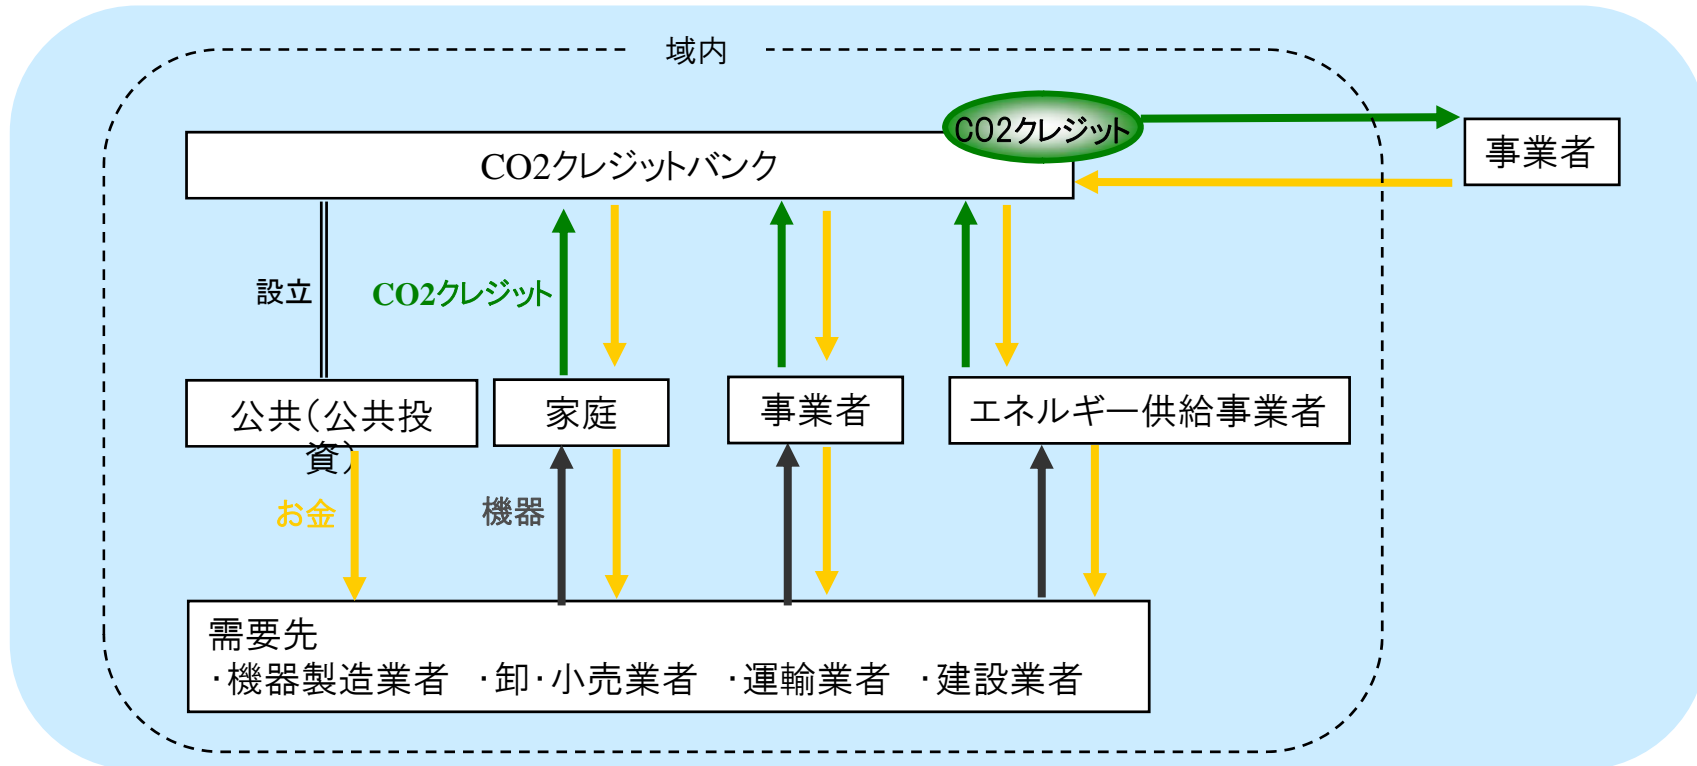 域内
CO2クレジット
CO2クレジットバンク
事業者
設立
CO2クレジット
公共(公共投
資)
家庭
事業者
エネルギー供給事業者
お金
機器
需要先
・機器製造業者 ・卸・小売業者 ・運輸業者 ・建設業者